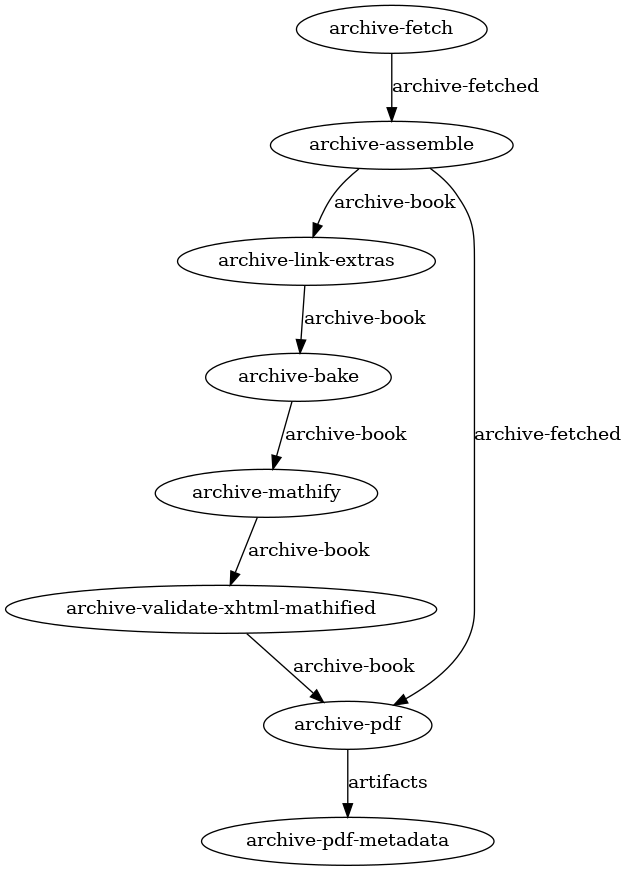 archive-fetch
archive-fetched
archive-assemble
archive-book
archive-link-extras
archive-book
archive-bake
archive-book
archive-fetched
archive-mathify
archive-book
archive-validate-xhtml-mathified
archive-book
archive-pdf
artifacts
archive-pdf-metadata